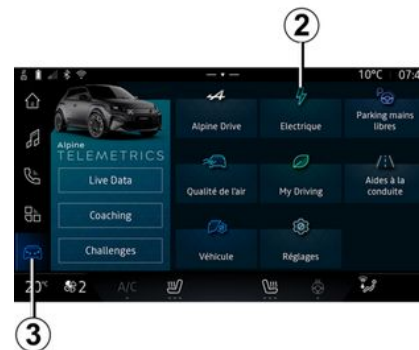 2
10°C 07:4
Alpine Drive
Electrique
Parking mains
libres
Alpine
TELEMETRICS
Live Data
Coaching
Challenges
Qualité de l'air
My Driving
Aides à la
conduite
Véhicule
Réglages
20°C
2
A/C
3